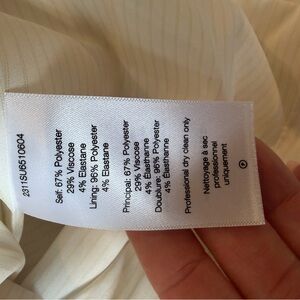 2311SU8510604
Self: 67% Polyester
29% Viscose
4% Elastane
Lining: 96% Polyester
4% Elastane
Principal: 67% Polyester
29% Viscose
4% Élasthanne
Doublure: 96% Polyester
4% Élasthanne
Professional dry clean only
Nettoyage à sec
professionnel
uniquement
P